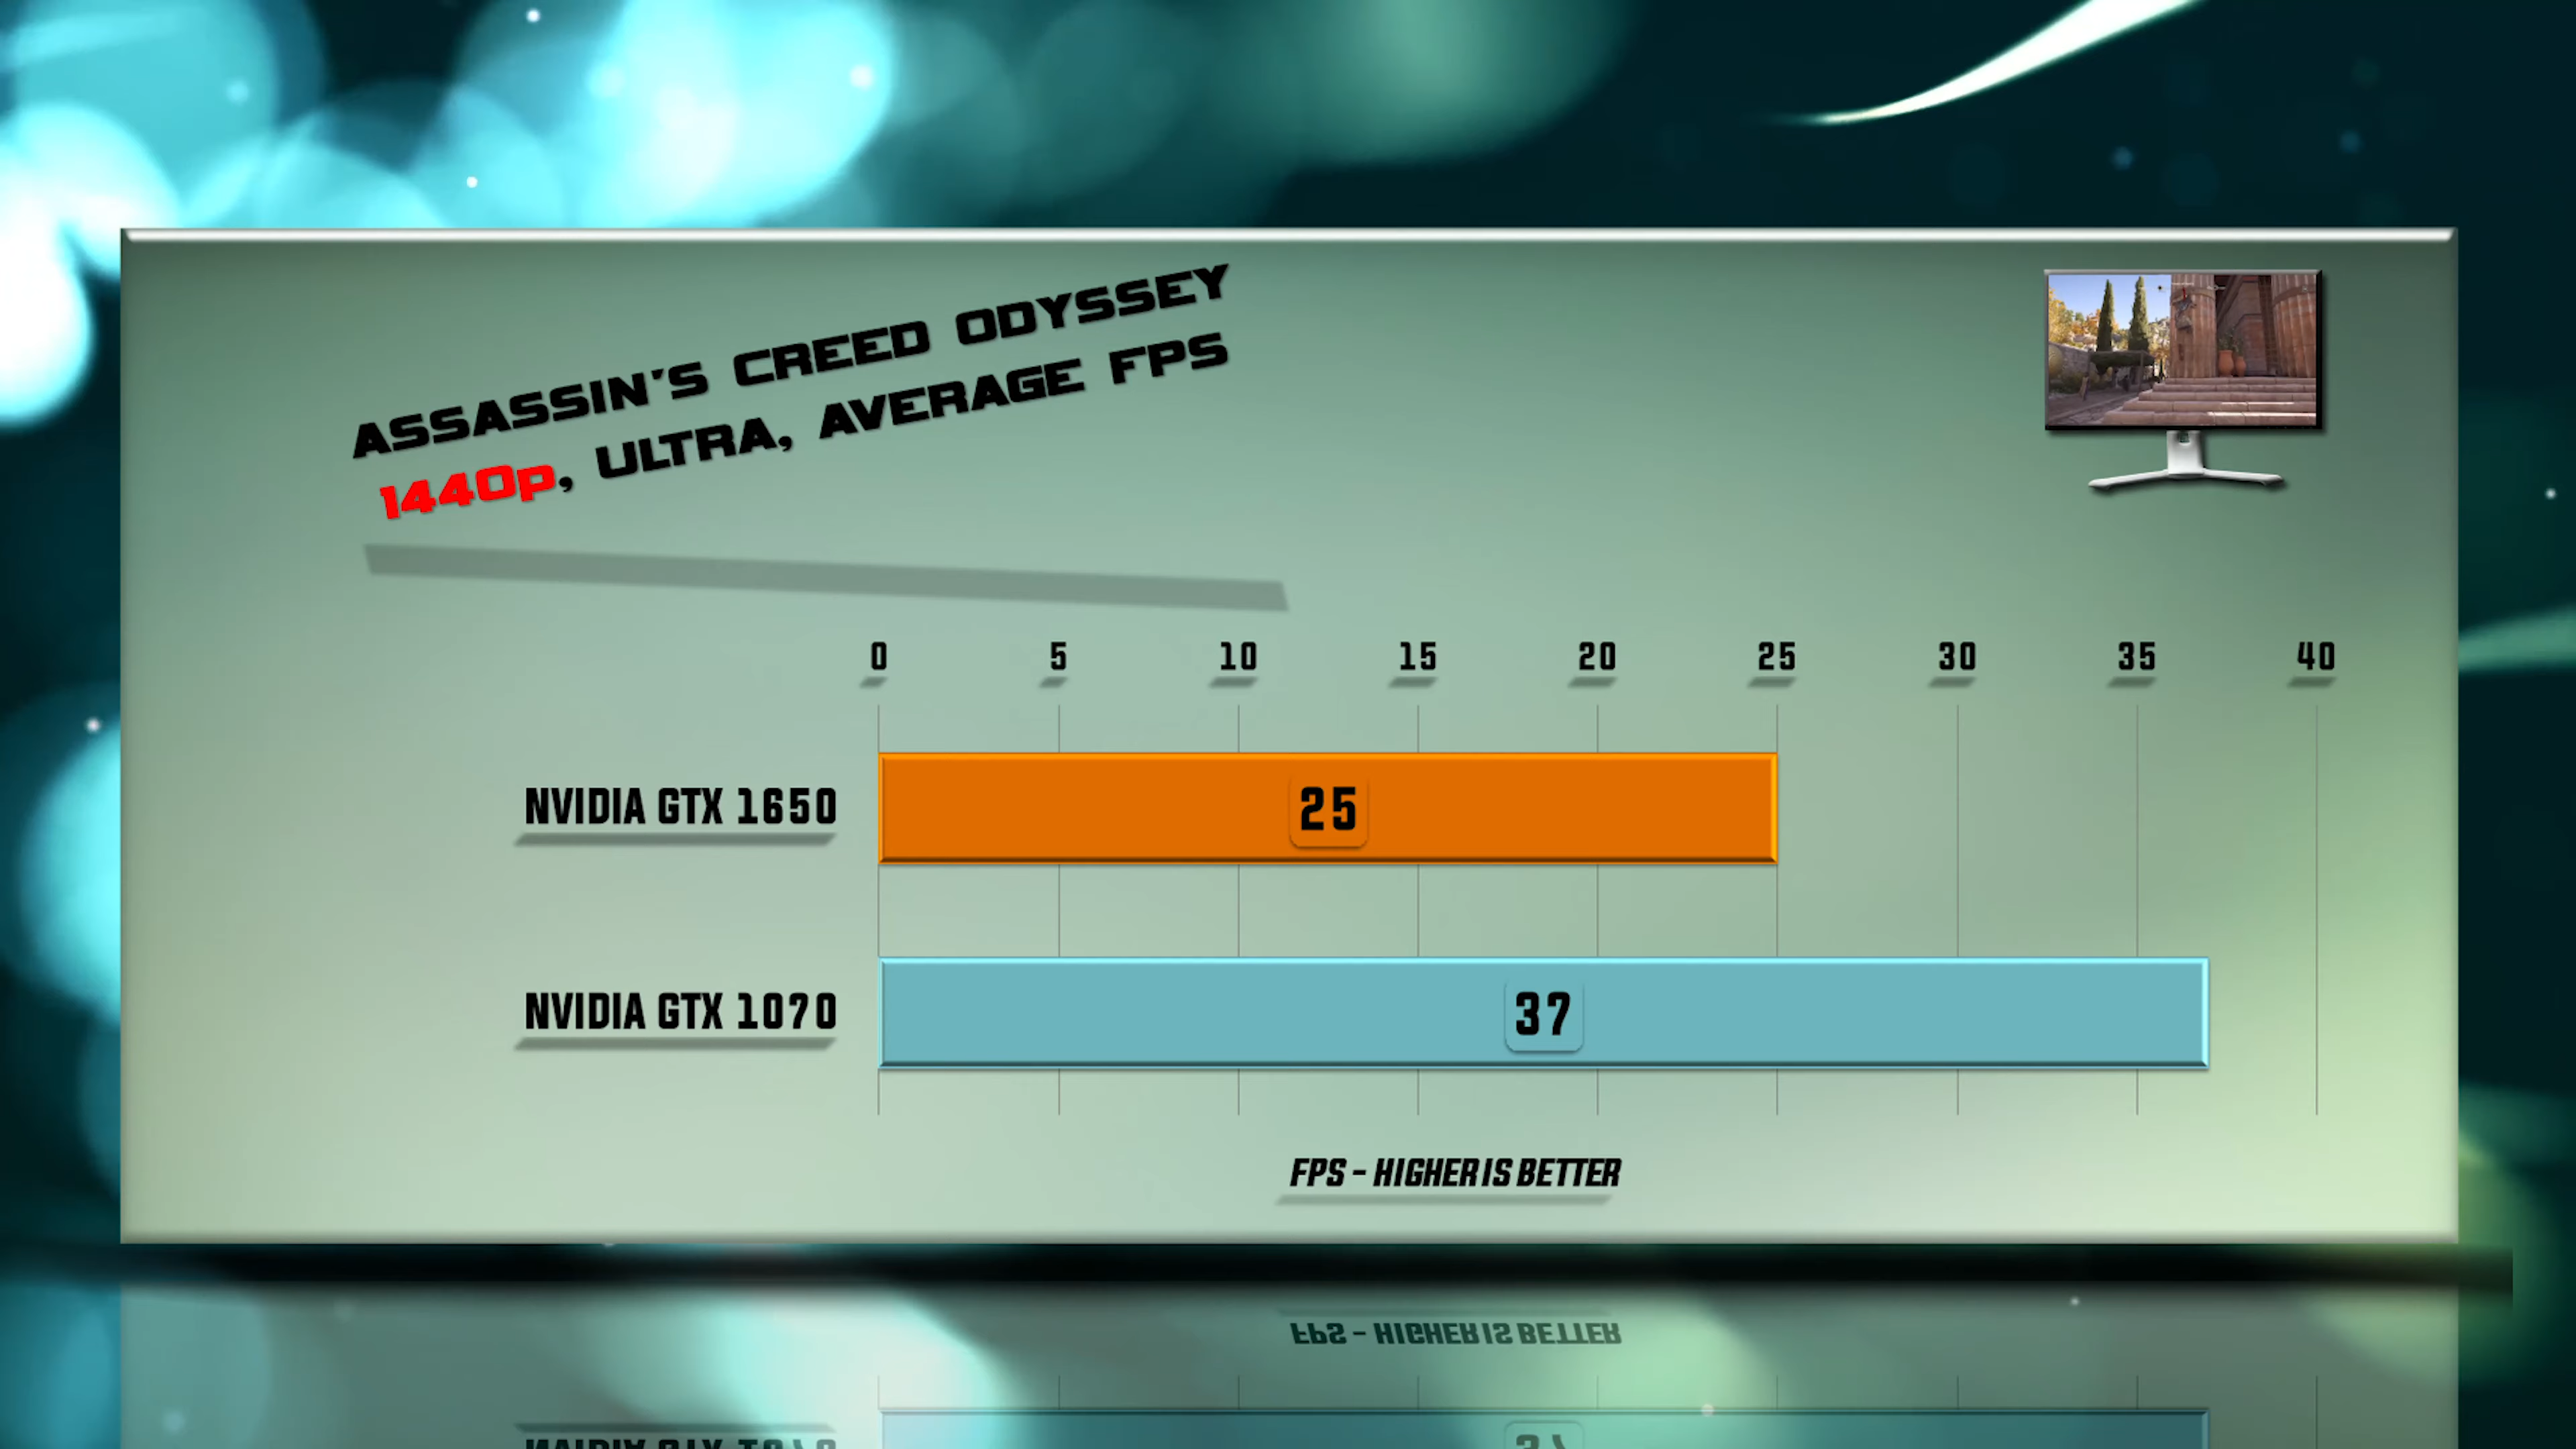 ASSASSIN'S CREED ODYSSEY
1440p, ULTRA, AVERAGE FPS
0 5 10 15 20 25 30 35 40
NVIDIA GTX 1650 25
NVIDIA GTX 1070 37
FPS - HIGHER IS BETTER